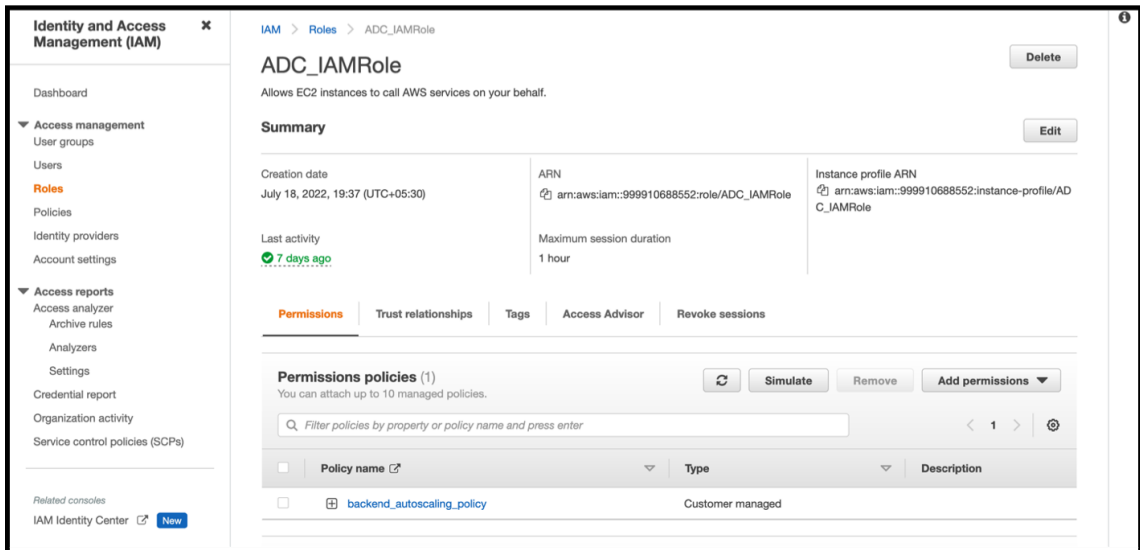 Identity and Access
Management (IAM)
Dashboard
Access management
User groups
Users
Roles
Policies
Identity providers
Account settings
Access reports
Access analyzer
Archive rules
Analyzers
Settings
Credential report
Organization activity
Service control policies (SCPs)
Related consoles
IAM Identity Center New
IAM > Roles > ADC_IAMRole
ADC_IAMRole
Delete
Allows EC2 instances to call AWS services on your behalf.
Summary
Edit
Creation date
July 18, 2022, 19:37 (UTC+05:30)
ARN
arn:aws:iam::999910688552:role/ADC_IAMRole
Instance profile ARN
arn:aws:iam::999910688552:instance-profile/AD
C_IAMRole
Last activity
7 days ago
Maximum session duration
1 hour
Permissions Trust relationships Tags Access Advisor Revoke sessions
Permissions policies (1)
You can attach up to 10 managed policies.
Simulate Remove Add permissions
Filter policies by property or policy name and press enter
< 1 >
Policy name Type Description
backend_autoscaling_policy Customer managed